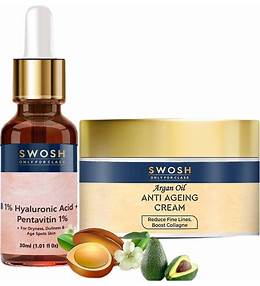 SWOSH
ONLY FOR CLASS
1% Hyaluronic Acid +
Pentavitin 1%
+ For Dryness, Dullness &
Age Spots Skin
30ml (1.01 fl oz)
SWOSH
ONLY FOR CLASS
Argan Oil
ANTI AGEING
CREAM
Reduce Fine Lines,
Boost Collagne